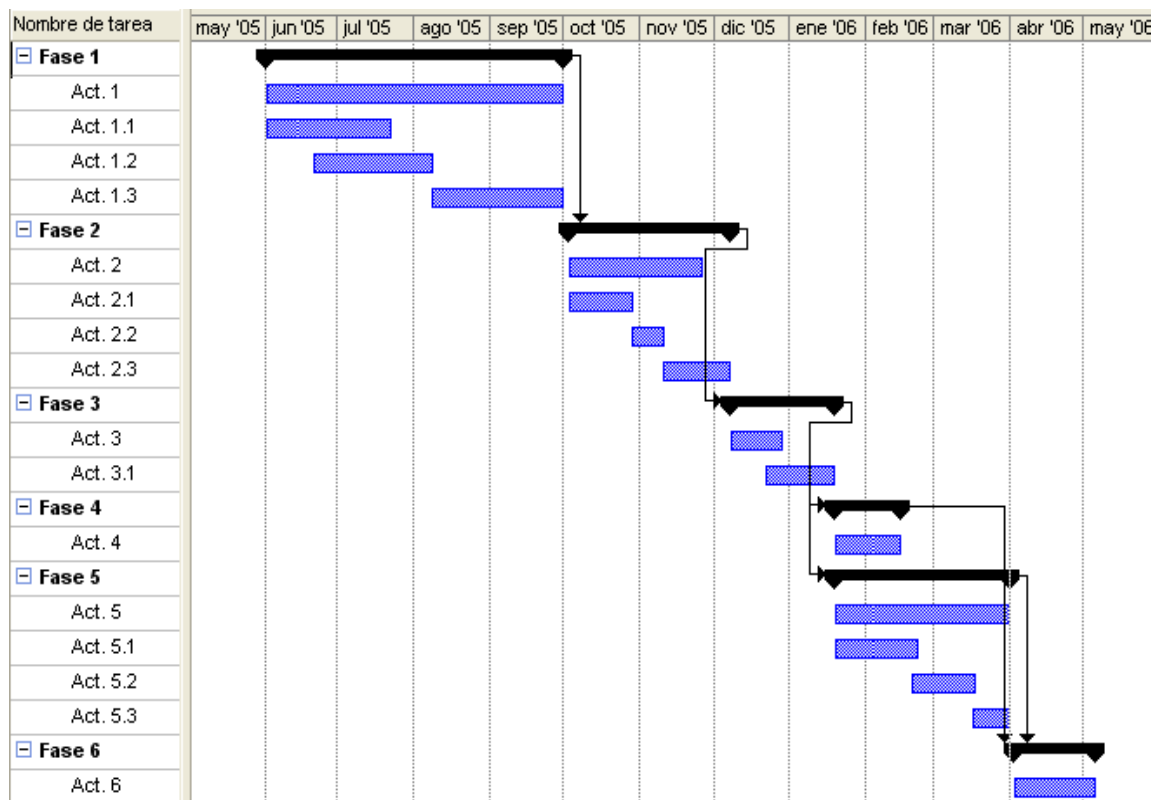 Nombre de tarea may '05 jun '05 jul '05 ago '05 sep '05 oct '05 nov '05 dic '05 ene '06 feb '06 mar '06 abr '06 may '06
Fase 1
Act. 1
Act. 1.1
Act. 1.2
Act. 1.3
Fase 2
Act. 2
Act. 2.1
Act. 2.2
Act. 2.3
Fase 3
Act. 3
Act. 3.1
Fase 4
Act. 4
Fase 5
Act. 5
Act. 5.1
Act. 5.2
Act. 5.3
Fase 6
Act. 6